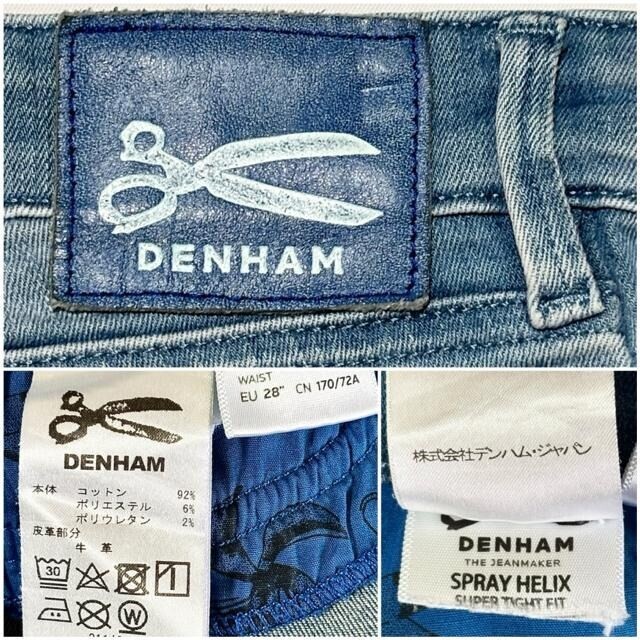 DENHAM
DENHAM
本体 コットン 92%
ポリエステル 6%
ポリウレタン 2%
皮革部分
牛革
30
WAIST
EU 28" CN 170/72A
株式会社デンハム・ジャパン
DENHAM
THE JEANMAKER
SPRAY HELIX
SUPER TIGHT FIT